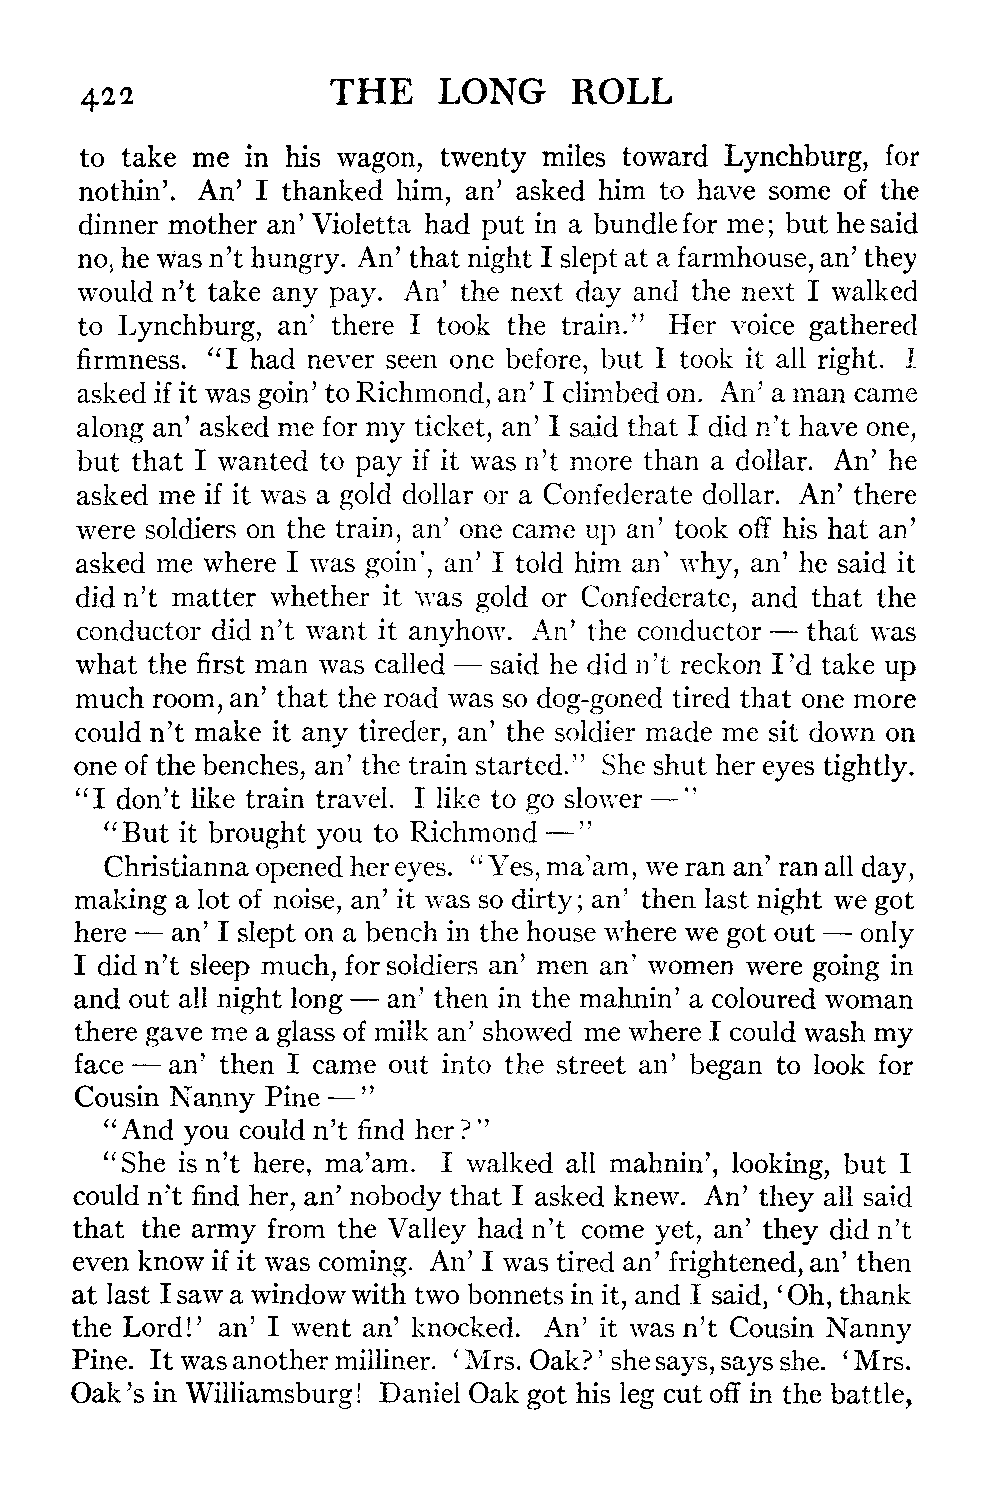 422 THE LONG ROLL
to take me in his wagon, twenty miles toward Lynchburg, for
nothin'. An' I thanked him, an' asked him to have some of the
dinner mother an' Violetta had put in a bundle for me; but he said
no, he was n't hungry. An' that night I slept at a farmhouse, an' they
would n't take any pay. An' the next day and the next I walked
to Lynchburg, an' there I took the train." Her voice gathered
firmness. "I had never seen one before, but I took it all right. I
asked if it was goin' to Richmond, an' I climbed on. An' a man came
along an' asked me for my ticket, an' I said that I did n't have one,
but that I wanted to pay if it was n't more than a dollar. An' he
asked me if it was a gold dollar or a Confederate dollar. An' there
were soldiers on the train, an' one came up an' took off his hat an'
asked me where I was goin', an' I told him an' why, an' he said it
did n't matter whether it was gold or Confederate, and that the
conductor did n't want it anyhow. An' the conductor — that was
what the first man was called — said he did n't reckon I 'd take up
much room, an' that the road was so dog-goned tired that one more
could n't make it any tireder, an' the soldier made me sit down on
one of the benches, an' the train started." She shut her eyes tightly.
"I don't like train travel. I like to go slower —"
"But it brought you to Richmond —"
Christianna opened her eyes. "Yes, ma'am, we ran an' ran all day,
making a lot of noise, an' it was so dirty; an' then last night we got
here — an' I slept on a bench in the house where we got out — only
I did n't sleep much, for soldiers an' men an' women were going in
and out all night long — an' then in the mahnin' a coloured woman
there gave me a glass of milk an' showed me where I could wash my
face — an' then I came out into the street an' began to look for
Cousin Nanny Pine — "
"And you could n't find her?"
"She is n't here, ma'am. I walked all mahnin', looking, but I
could n't find her, an' nobody that I asked knew. An' they all said
that the army from the Valley had n't come yet, an' they did n't
even know if it was coming. An' I was tired an' frightened, an' then
at last I saw a window with two bonnets in it, and I said, 'Oh, thank
the Lord!' an' I went an' knocked. An' it was n't Cousin Nanny
Pine. It was another milliner. 'Mrs. Oak?' she says, says she. 'Mrs.
Oak 's in Williamsburg! Daniel Oak got his leg cut off in the battle,